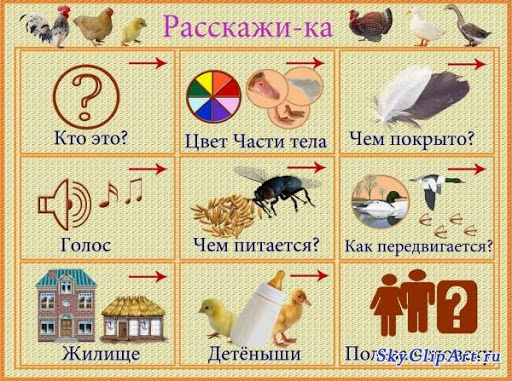 Расскажи-ка
Кто это?
Цвет Части тела
Чем покрыто?
Голос
Чем питается?
Как передвигается?
Жилище
Детёныши
SkyClipArt.ru